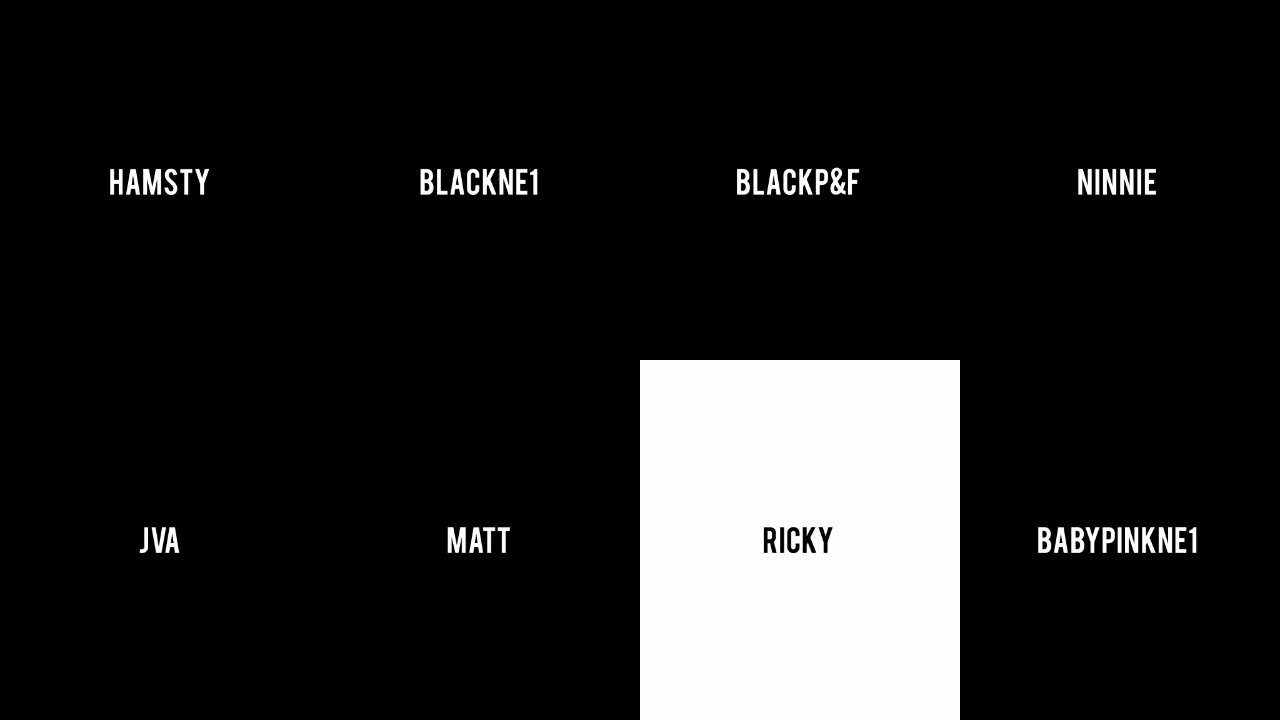 HAMSTY
BLACKNE1
BLACKP&F
NINNIE
JVA
MATT
RICKY
BABYPINKNE1